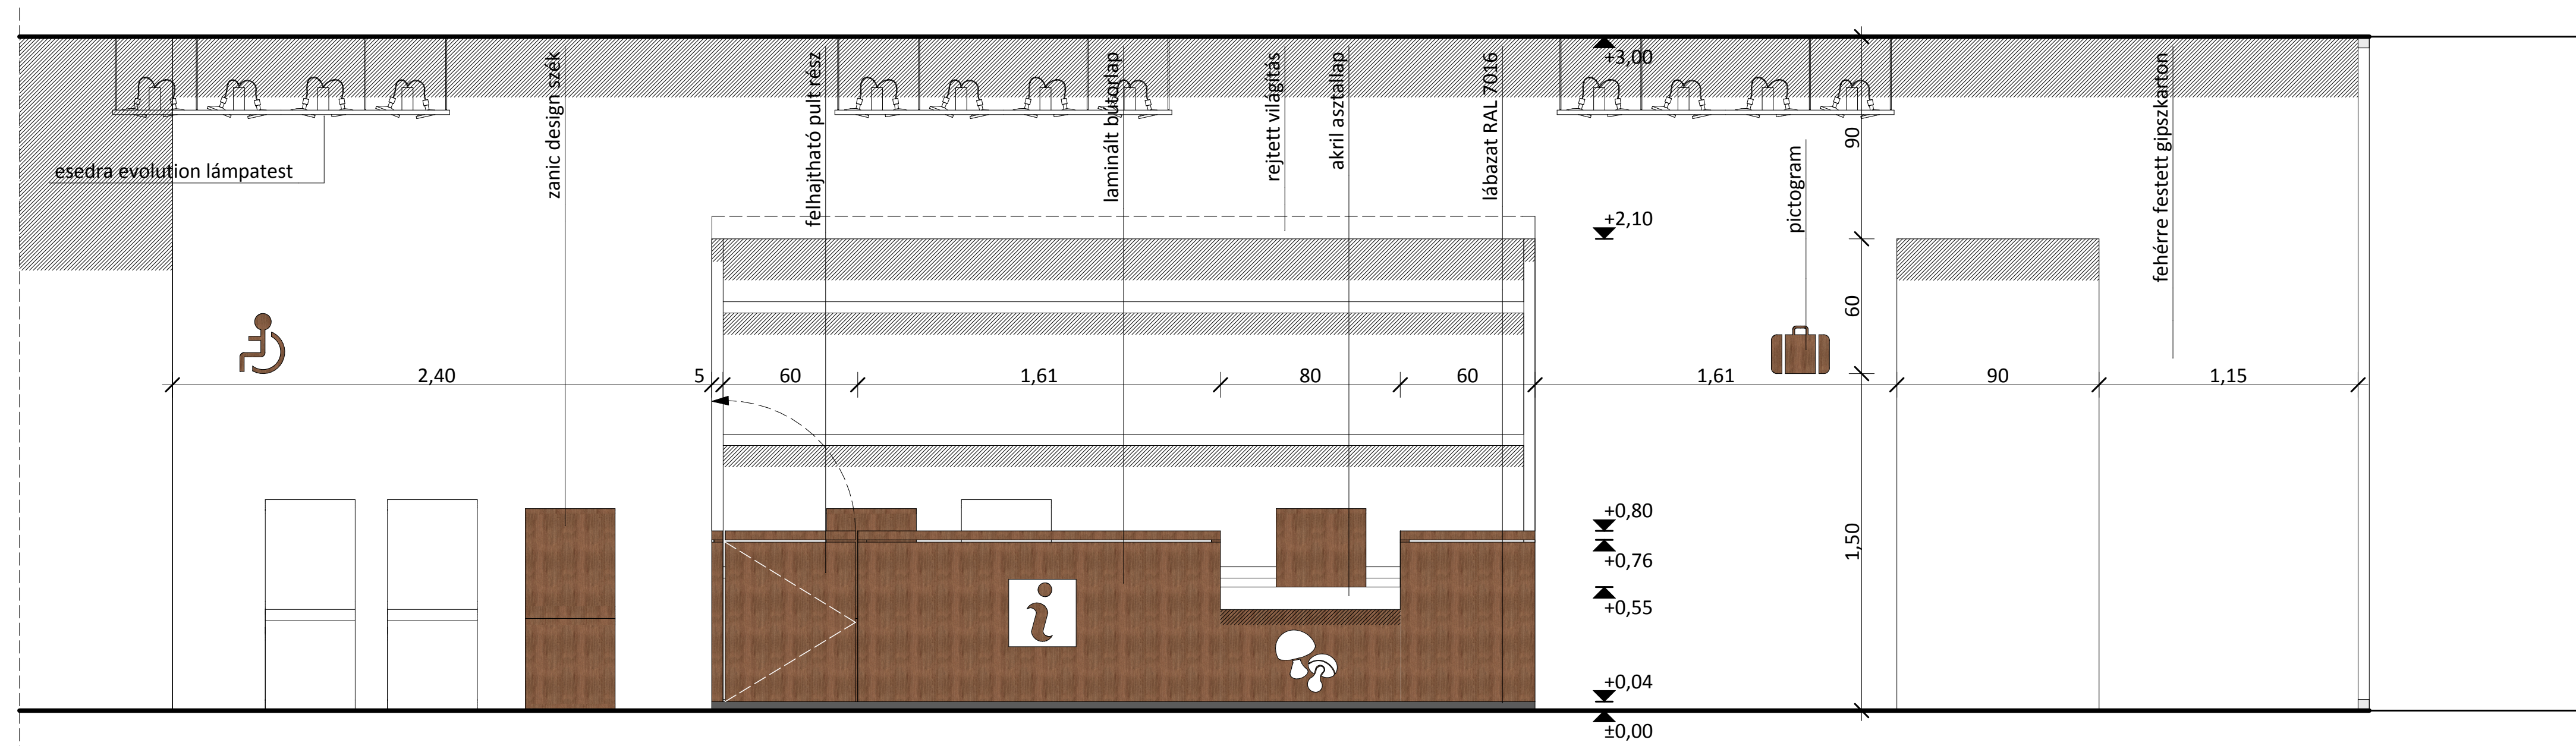 esedra evolution lámpatest
zanic design szék
felhajtható pult rész
laminált bútorlap
rejtett világítás
akril asztallap
lábazat RAL 7016
pictogram
fehérre festett gipszkarton
+3,00
+2,10
+0,80
+0,76
+0,55
+0,04
±0,00
90
60
1,50
2,40
5
60
1,61
80
60
1,61
90
1,15
i